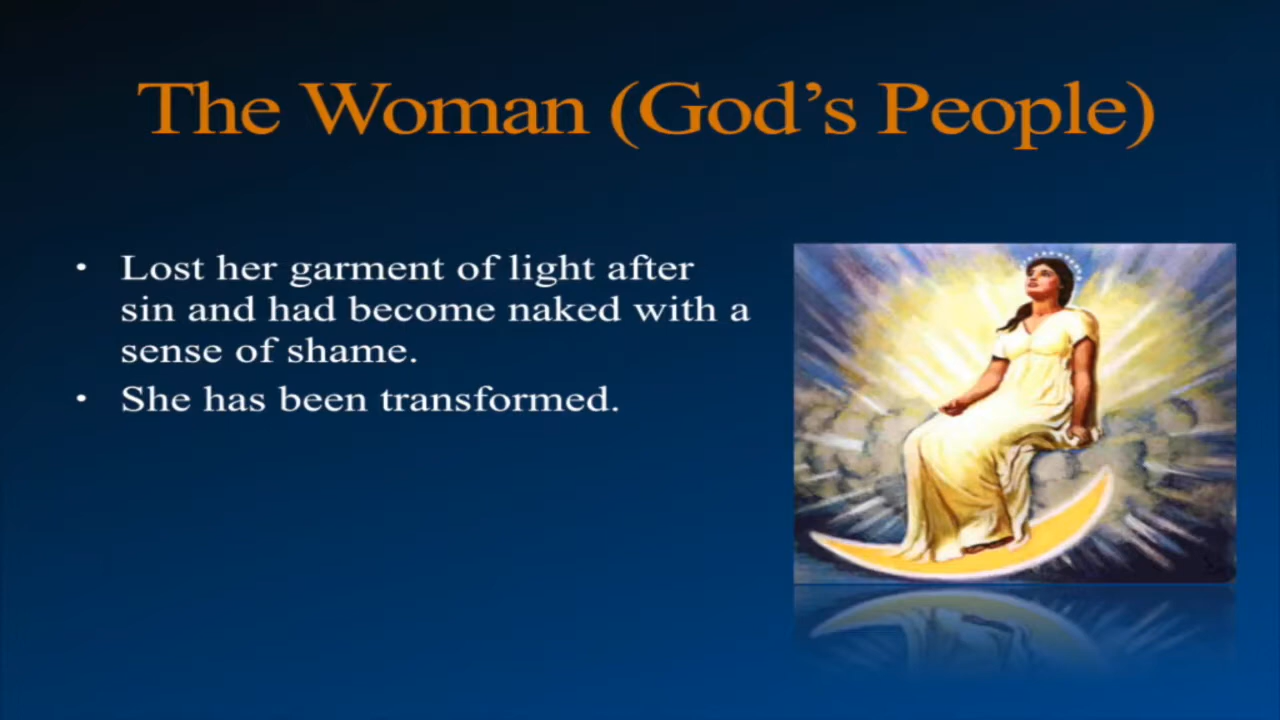 The Woman (God’s People)
• Lost her garment of light after
sin and had become naked with a
sense of shame.
• She has been transformed.